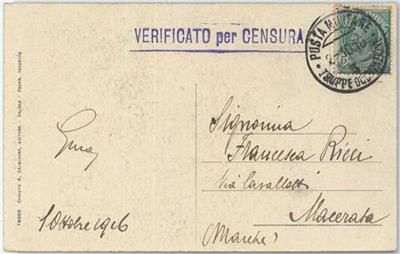 VERIFICATO per CENSURA
POSTA MILITARE
TRUPPE
Signorina
Francesca Ricci
Via Cavallotti
Macerata
(Marche)
1 Ottobre 1916